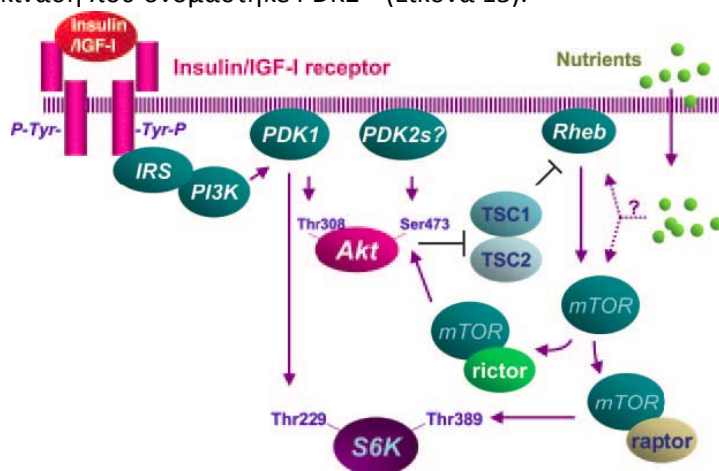 Insulin
/IGF-I
Insulin/IGF-I receptor
Nutrients
P-Tyr-
-Tyr-P
PDK1
PDK2s?
Rheb
IRS
PI3K
Thr308
Ser473
Akt
TSC1
TSC2
?
mTOR
mTOR
rictor
mTOR
raptor
Thr229
Thr389
S6K